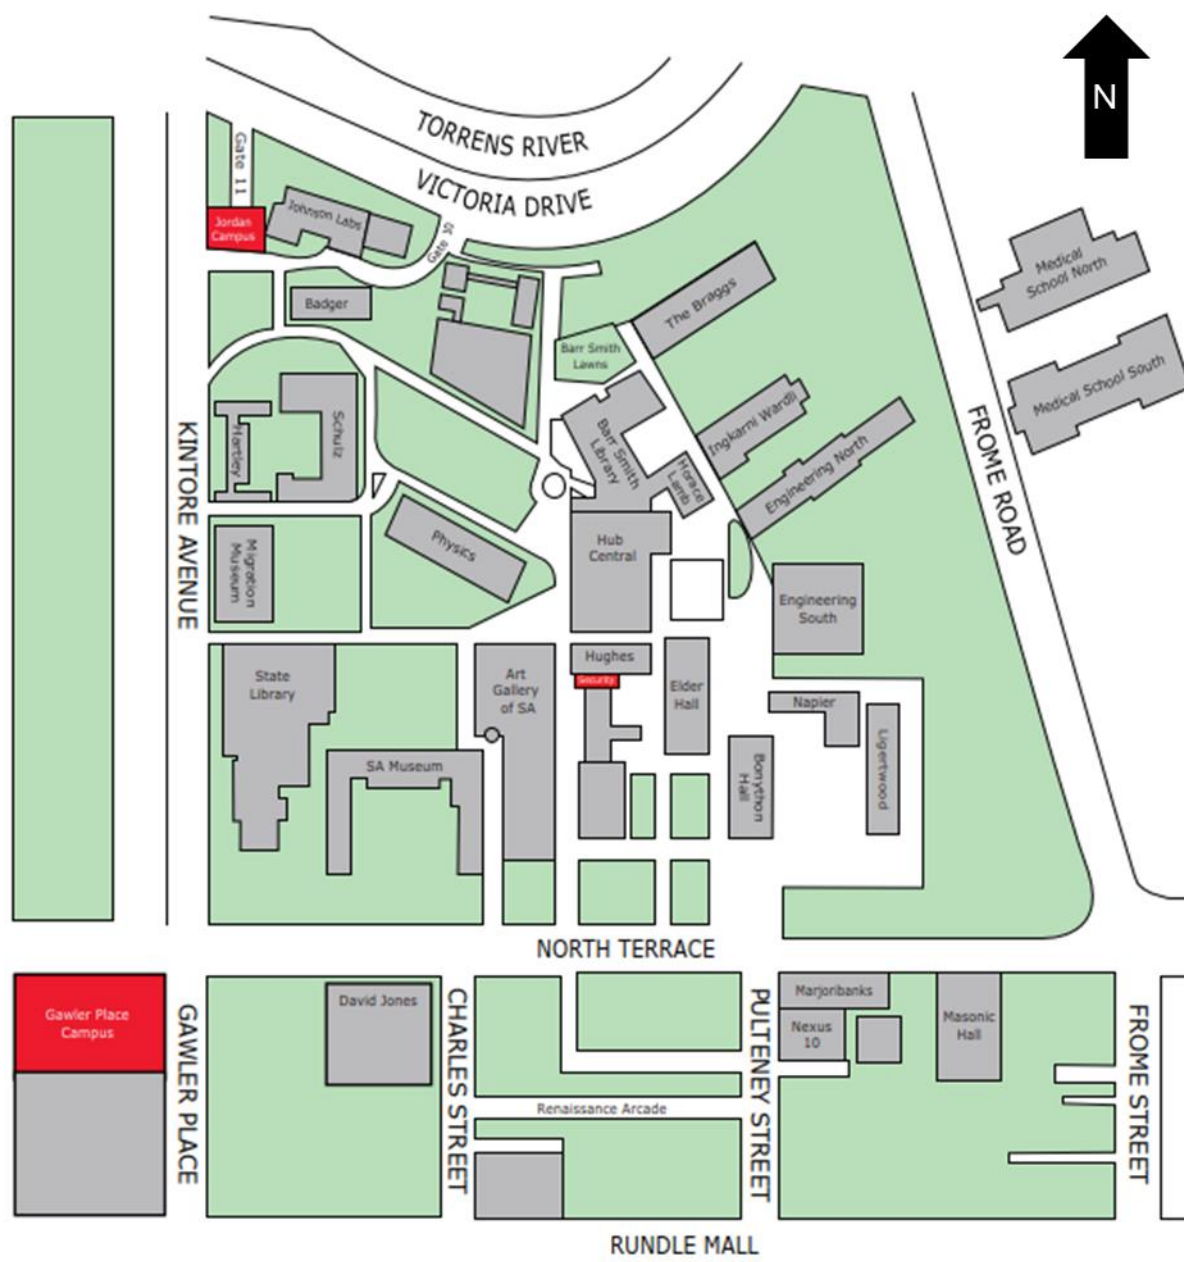 N
TORRENS RIVER
VICTORIA DRIVE
Gate 11
Jordan
Campus
Johnson Labs
Gate 10
Badger
The Braggs
Medical
School North
Barr Smith
Lawns
Medical School South
Hartley
Schulz
Barr Smith
Library
Horace
Lamb
Ingkarni Wardli
Engineering North
FROME ROAD
KINTORE AVENUE
Migration
Museum
Physics
Hub
Central
Engineering
South
State
Library
Art
Gallery
of SA
Hughes
Security
Elder
Hall
Napier
SA Museum
Bonython
Hall
Ligertwood
NORTH TERRACE
Gawler Place
Campus
GAWLER PLACE
David Jones
CHARLES STREET
Renaissance Arcade
PULTENEY STREET
Marjoribanks
Nexus
10
Masonic
Hall
FROME STREET
RUNDLE MALL